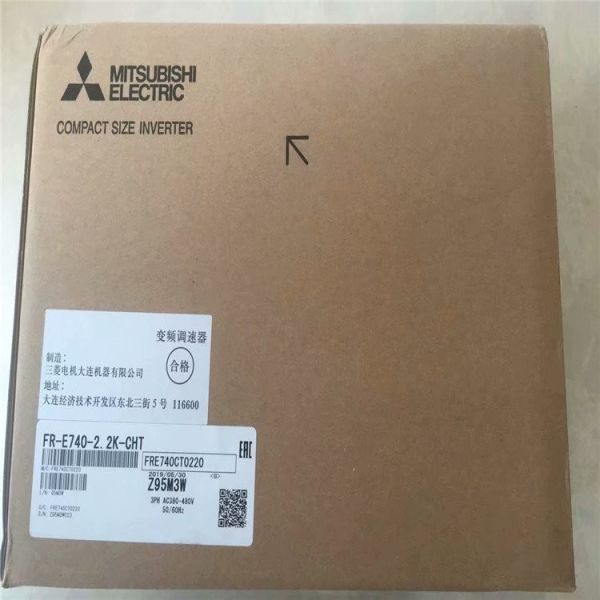 MITSUBISHI
ELECTRIC
COMPACT SIZE INVERTER
变频调速器
制造：
三菱电机大连机器有限公司
合格
地址：
大连经济技术开发区东北三街5号 116600
FR-E740-2.2K-CHT
M/C:FRE740CT0220
FRE740CT0220
EAC
2019/06/30
Z95M3W
3PH AC380-480V
50/60Hz
G/C: FRE740CT0220